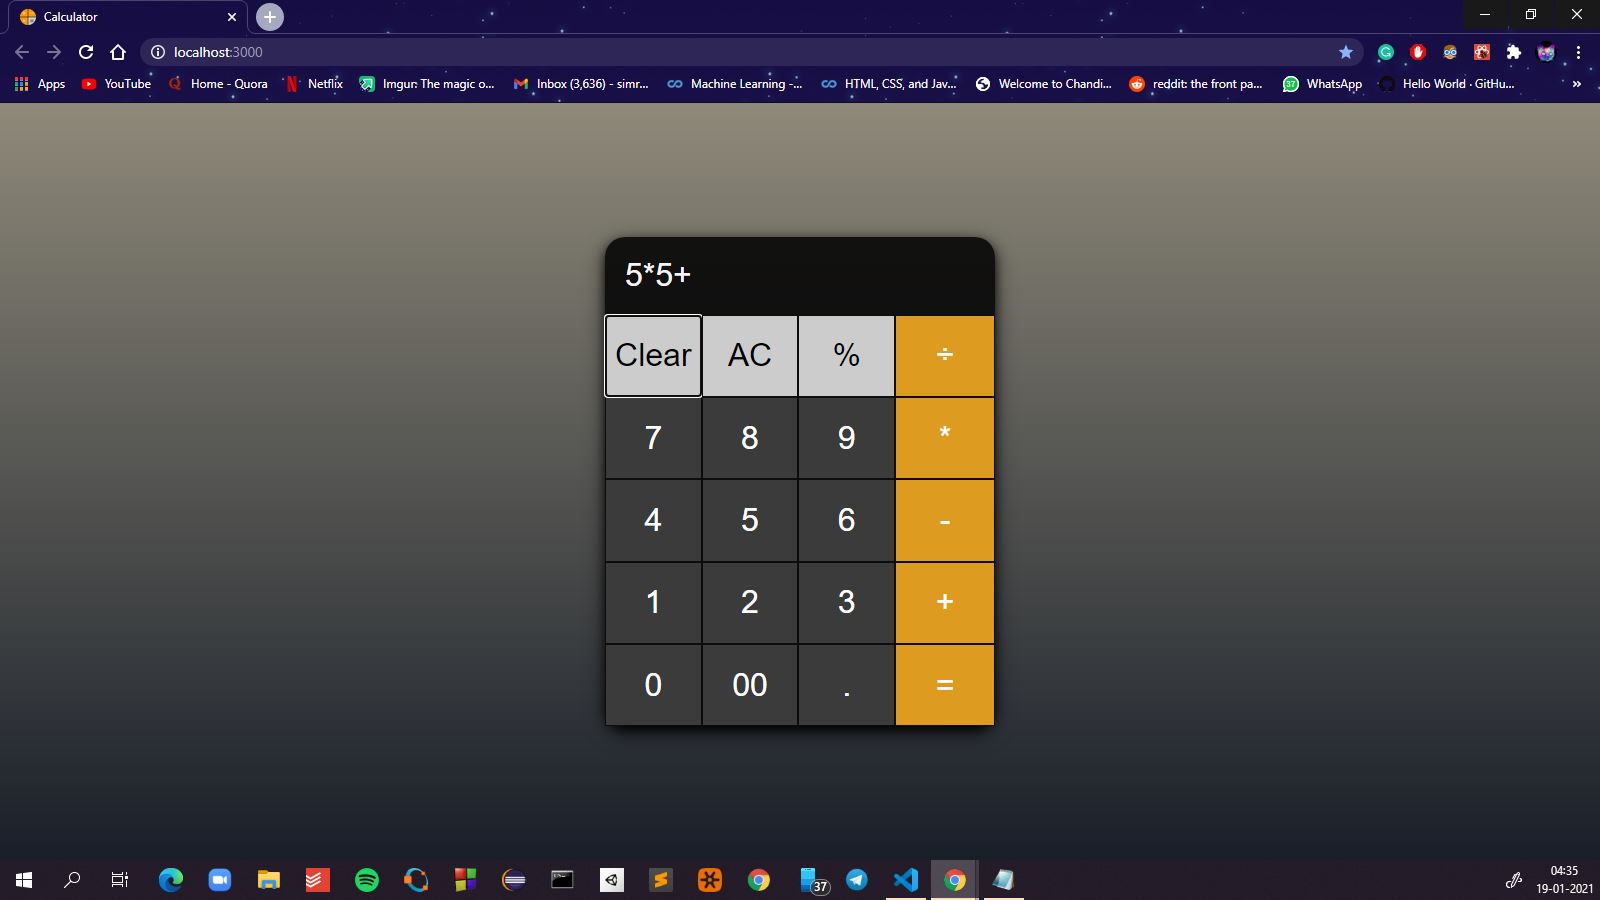 Calculator
localhost:3000
Apps YouTube Home - Quora Netflix Imgur: The magic o... Inbox (3,636) - simr... Machine Learning -... HTML, CSS, and Jav... Welcome to Chandi... reddit: the front pa... 37 WhatsApp Hello World · GitHu... »
5*5+
Clear AC % ÷
7 8 9 *
4 5 6 -
1 2 3 +
0 00 . =
37
04:35
19-01-2021